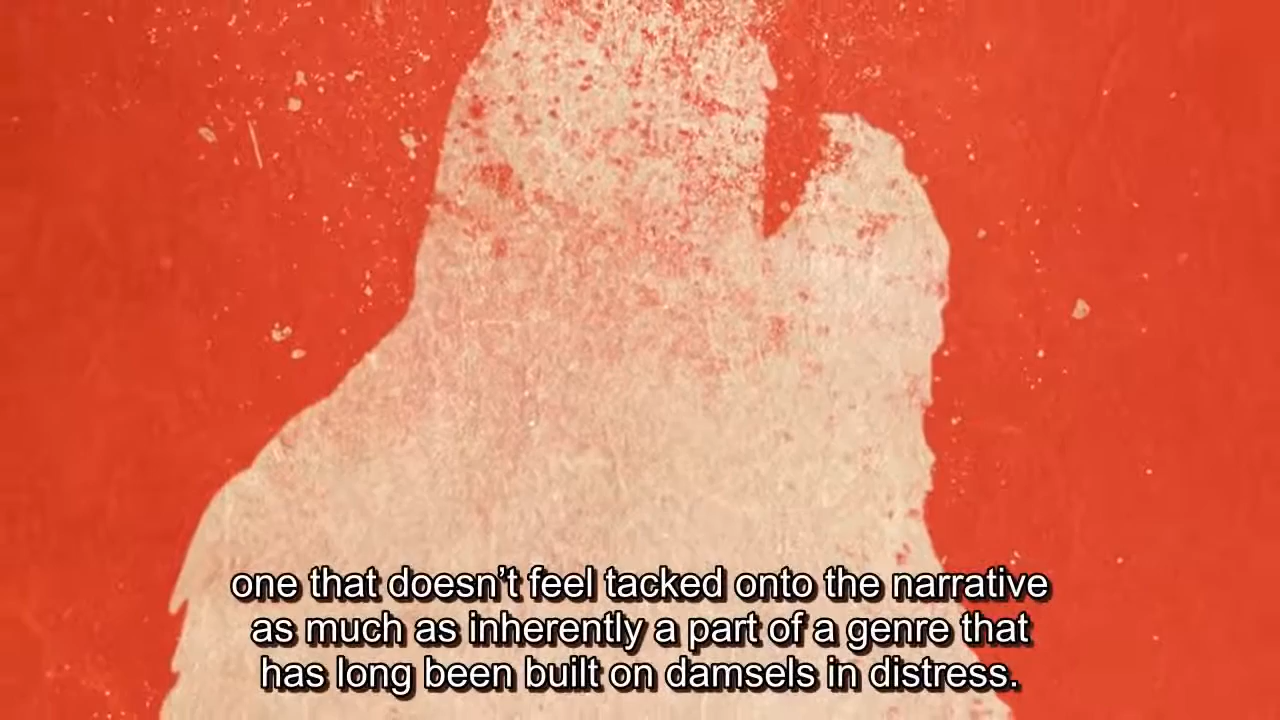 one that doesn’t feel tacked onto the narrative
as much as inherently a part of a genre that
has long been built on damsels in distress.